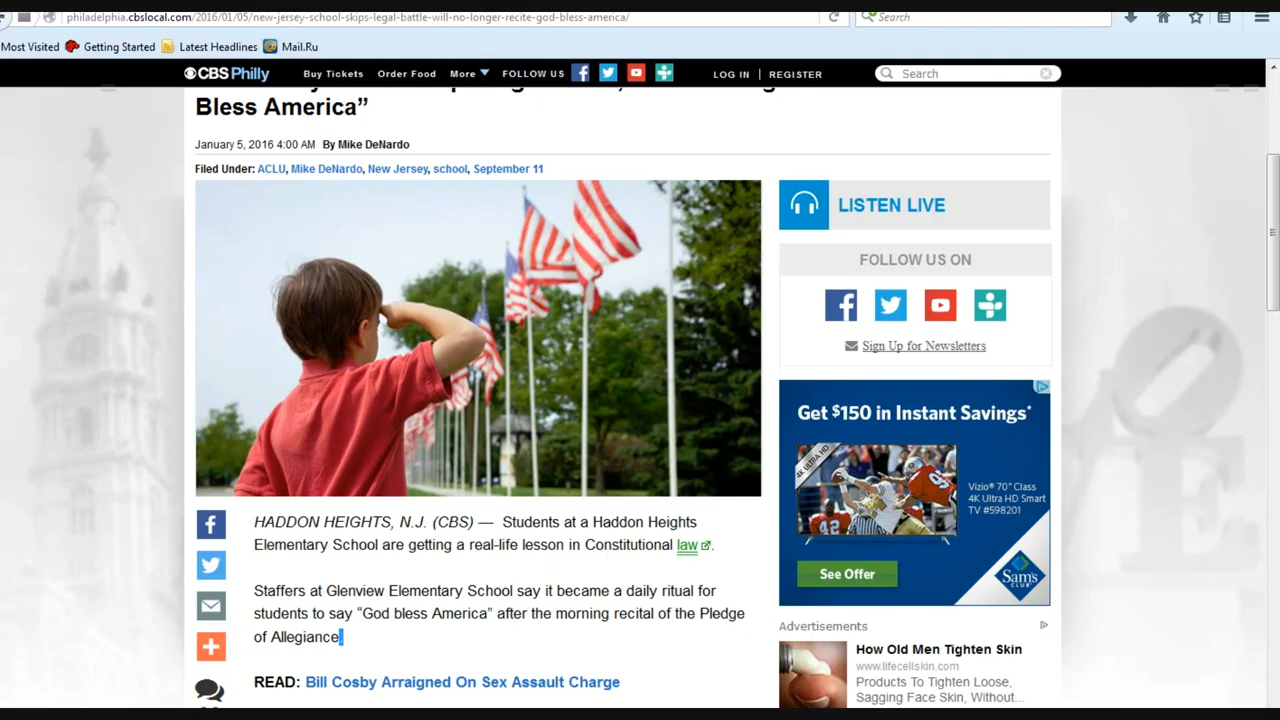 philadelphia.cbslocal.com/2016/01/05/new-jersey-school-skips-legal-battle-will-no-longer-recite-god-bless-america/
Search
Most Visited Getting Started Latest Headlines Mail.Ru
CBS Philly Buy Tickets Order Food More FOLLOW US LOG IN | REGISTER Search
Bless America”
January 5, 2016 4:00 AM By Mike DeNardo
Filed Under: ACLU, Mike DeNardo, New Jersey, school, September 11
LISTEN LIVE
FOLLOW US ON
Sign Up for Newsletters
Get $150 in Instant Savings*
4K ULTRA HD
Vizio® 70" Class
4K Ultra HD Smart
TV #598201
See Offer
Sam's CLUB
HADDON HEIGHTS, N.J. (CBS) — Students at a Haddon Heights
Elementary School are getting a real-life lesson in Constitutional law.
Staffers at Glenview Elementary School say it became a daily ritual for
students to say “God bless America” after the morning recital of the Pledge
of Allegiance.
READ: Bill Cosby Arraigned On Sex Assault Charge
Advertisements
How Old Men Tighten Skin
www.lifecellskin.com
Products To Tighten Loose,
Sagging Face Skin, Without...